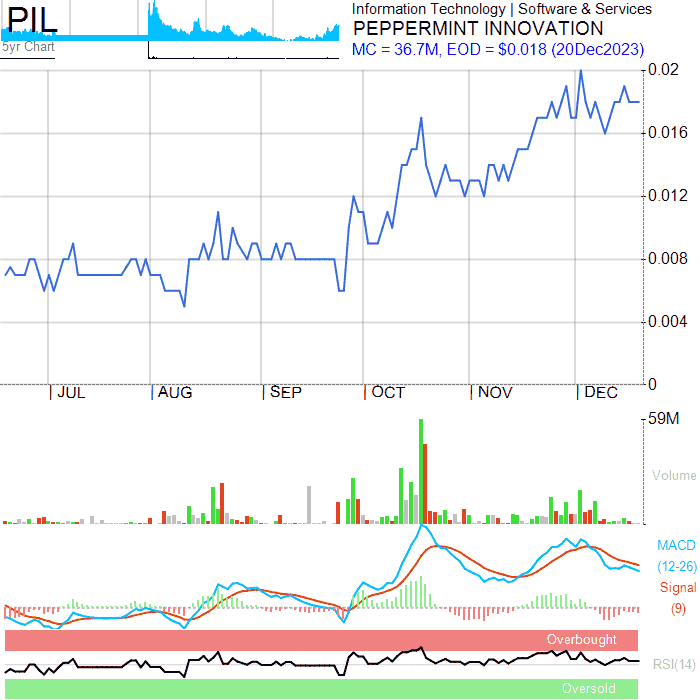 PIL
5yr Chart
Information Technology | Software & Services
PEPPERMINT INNOVATION
MC = 36.7M, EOD = $0.018 (20Dec2023)
0.02
0.016
0.012
0.008
0.004
0
JUL AUG SEP OCT NOV DEC
59M
Volume
MACD
(12-26)
Signal
(9)
Overbought
RSI(14)
Oversold